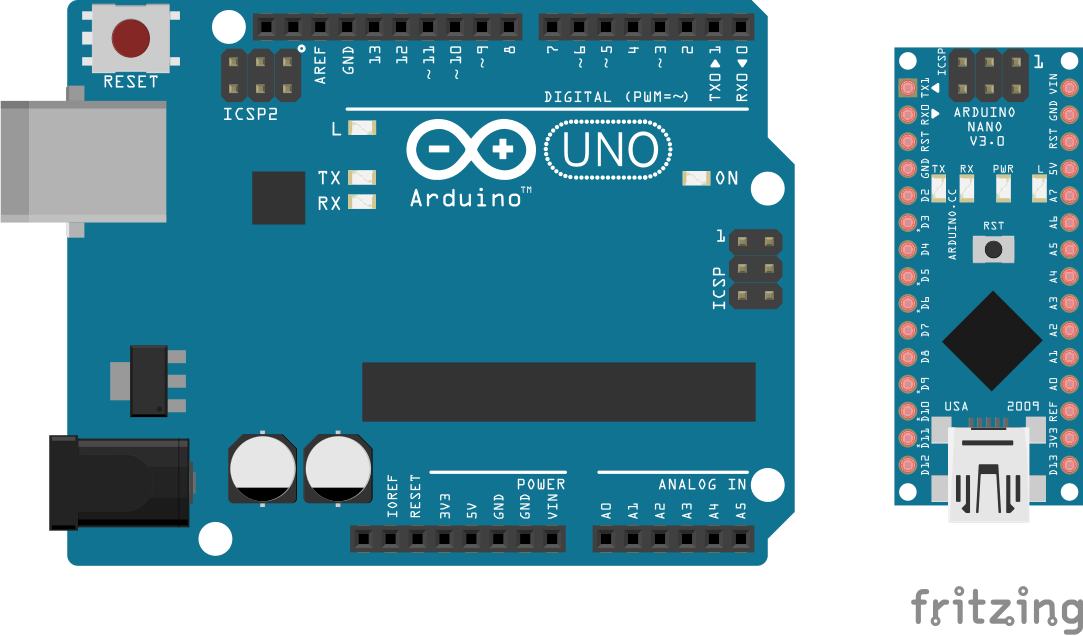 RESET
ICSP2
AREF
GND
13
12
~11
~10
~9
8
7
~6
~5
4
~3
2
TX0▶1
RX0◀0
DIGITAL (PWM=~)
L
TX
RX
UNO
Arduino™
ON
1
ICSP
IOREF
RESET
3V3
5V
GND
GND
VIN
POWER
A0
A1
A2
A3
A4
A5
ANALOG IN
ICSP
1
TX1
RX0
RST
GND
D2
D3
D4
D5
D6
D7
D8
D9
D10
D11
D12
ARDUINO
NANO
V3.0
TX
RX
PWR
L
ARDUINO.CC
RST
VIN
GND
RST
5V
A7
A6
A5
A4
A3
A2
A1
A0
REF
3V3
D13
USA
2009
fritzing